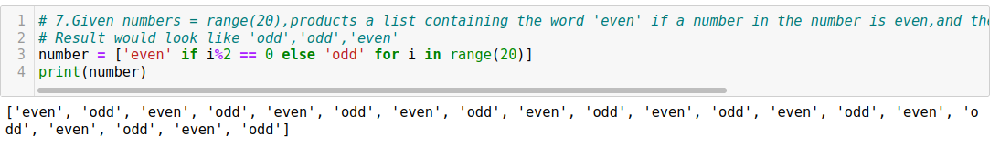 1 # 7.Given numbers = range(20),products a list containing the word 'even' if a number in the number is even,and the
2 # Result would look like 'odd','odd','even'
3 number = ['even' if i%2 == 0 else 'odd' for i in range(20)]
4 print(number)
['even', 'odd', 'even', 'odd', 'even', 'odd', 'even', 'odd', 'even', 'odd', 'even', 'odd', 'even', 'odd', 'even', 'o
dd', 'even', 'odd', 'even', 'odd']